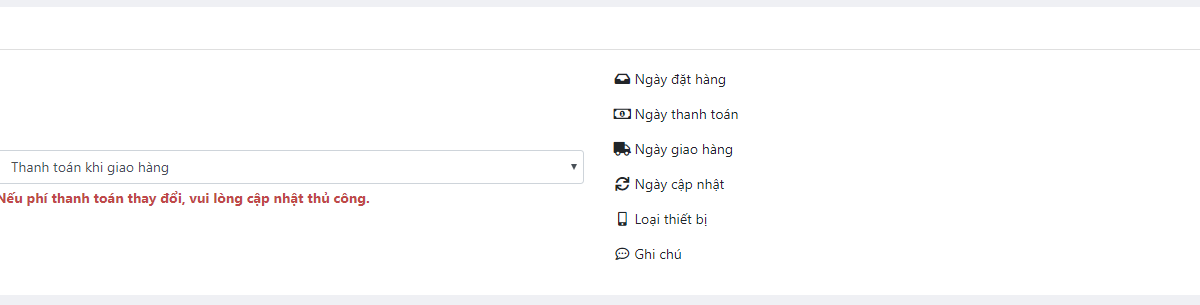 Thanh toán khi giao hàng
Nếu phí thanh toán thay đổi, vui lòng cập nhật thủ công.
Ngày đặt hàng
Ngày thanh toán
Ngày giao hàng
Ngày cập nhật
Loại thiết bị
Ghi chú